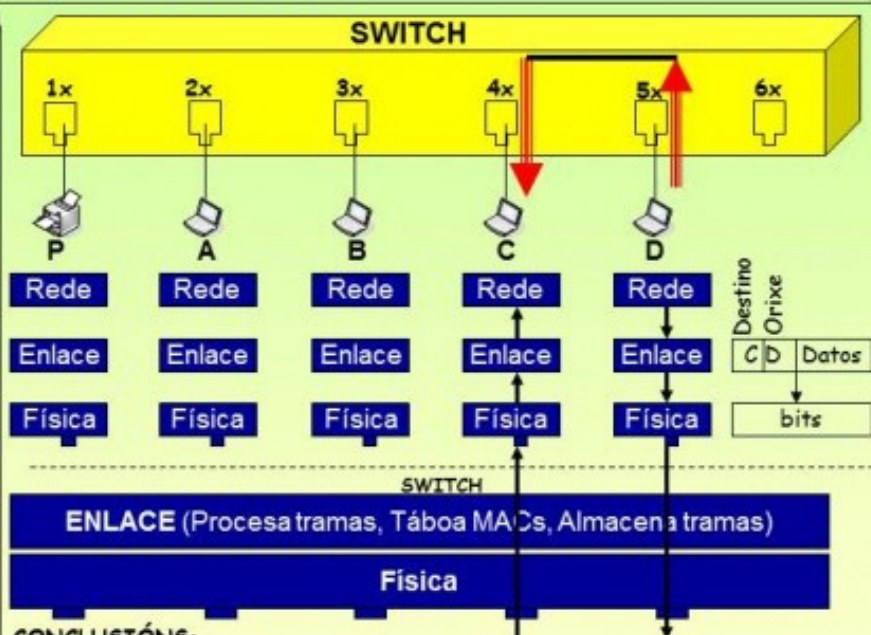 SWITCH
1x 2x 3x 4x 5x 6x
P A B C D
Destino
Orixe
Rede Rede Rede Rede Rede
Enlace Enlace Enlace Enlace Enlace C D Datos
Física Física Física Física Física bits
SWITCH
ENLACE (Procesa tramas, Táboa MACs, Almacena tramas)
Física
CONCLUSIÓNS: